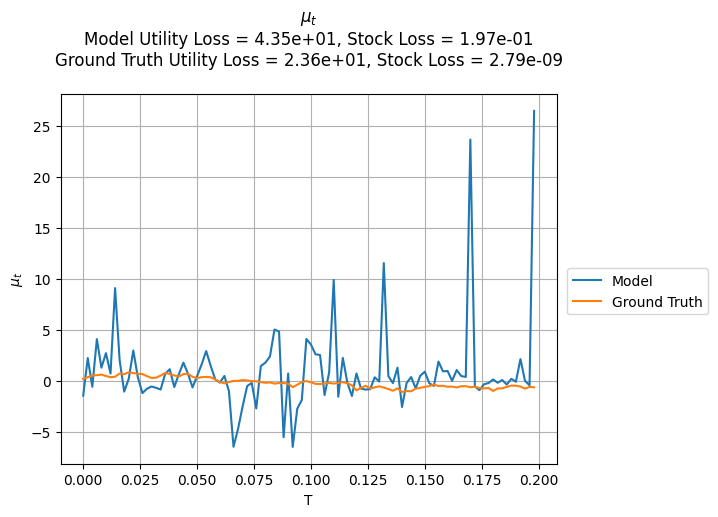 μ_t
Model Utility Loss = 4.35e+01, Stock Loss = 1.97e-01
Ground Truth Utility Loss = 2.36e+01, Stock Loss = 2.79e-09
25
20
15
10
5
0
−5
μ_t
0.000 0.025 0.050 0.075 0.100 0.125 0.150 0.175 0.200
T
Model
Ground Truth